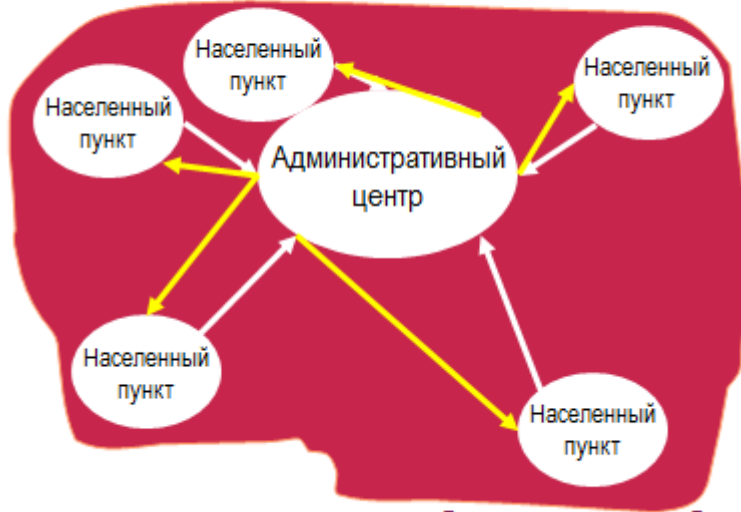 Населенный
пункт
Населенный
пункт
Населенный
пункт
Административный
центр
Населенный
пункт
Населенный
пункт